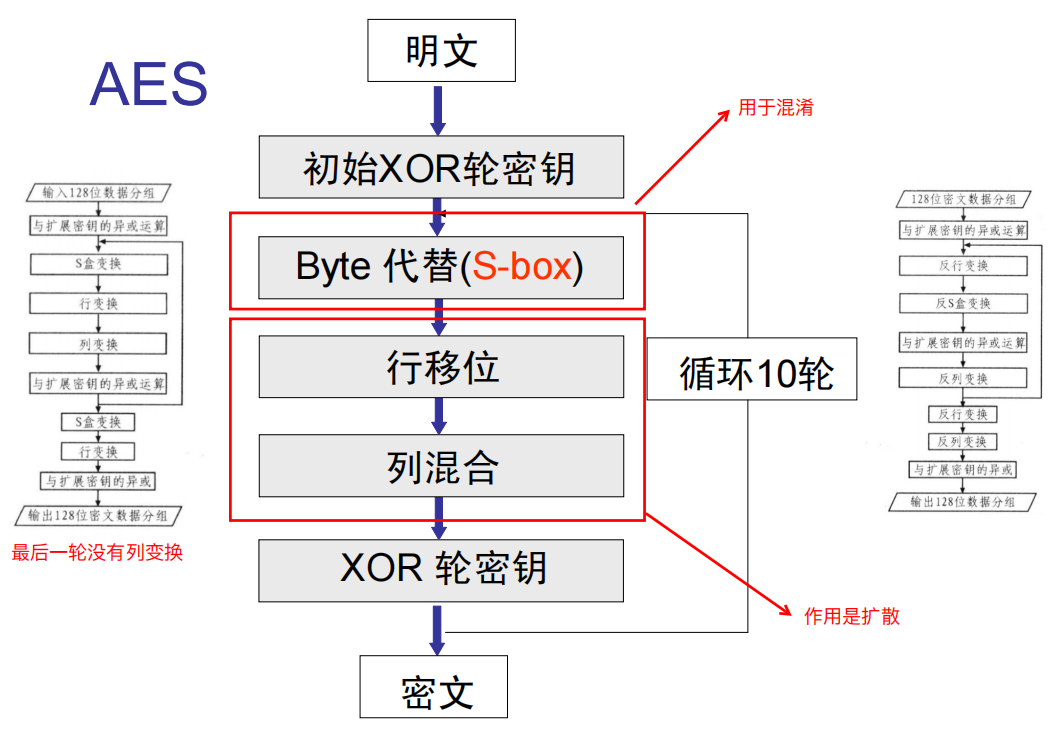 AES
明文
初始XOR轮密钥
Byte 代替(S-box)
行移位
列混合
XOR 轮密钥
密文
循环10轮
用于混淆
作用是扩散
输入128位数据分组
与扩展密钥的异或运算
S盒变换
行变换
列变换
与扩展密钥的异或运算
S盒变换
行变换
与扩展密钥的异或
输出128位密文数据分组
最后一轮没有列变换
128位密文数据分组
与扩展密钥的异或运算
反行变换
反S盒变换
与扩展密钥的异或运算
反列变换
反行变换
反列变换
与扩展密钥的异或
输出128位数据分组